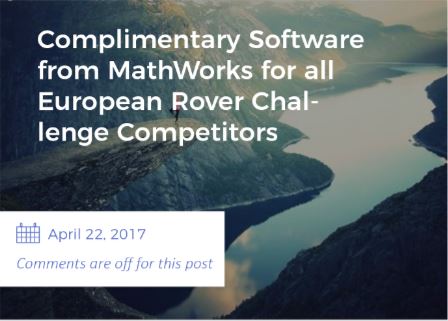 Complimentary Software
from MathWorks for all
European Rover Chal-
lenge Competitors
April 22, 2017
Comments are off for this post